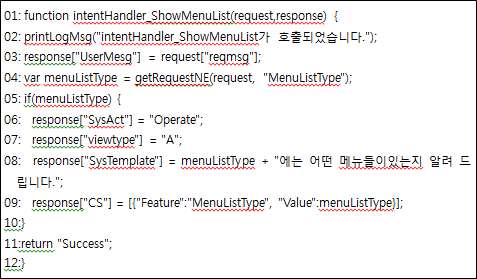 01: function intentHandler_ShowMenuList(request,response) {
02: printLogMsg("intentHandler_ShowMenuList가 호출되었습니다.");
03: response["UserMesg"] = request["reqmsg"];
04: var menuListType = getRequestNE(request, "MenuListType");
05: if(menuListType) {
06: response["SysAct"] = "Operate";
07: response["viewtype"] = "A";
08: response["SysTemplate"] = menuListType + "에는 어떤 메뉴들이있는지 알려 드
립니다.";
09: response["CS"] = [{"Feature":"MenuListType", "Value":menuListType}];
10:}
11:return "Success";
12:}